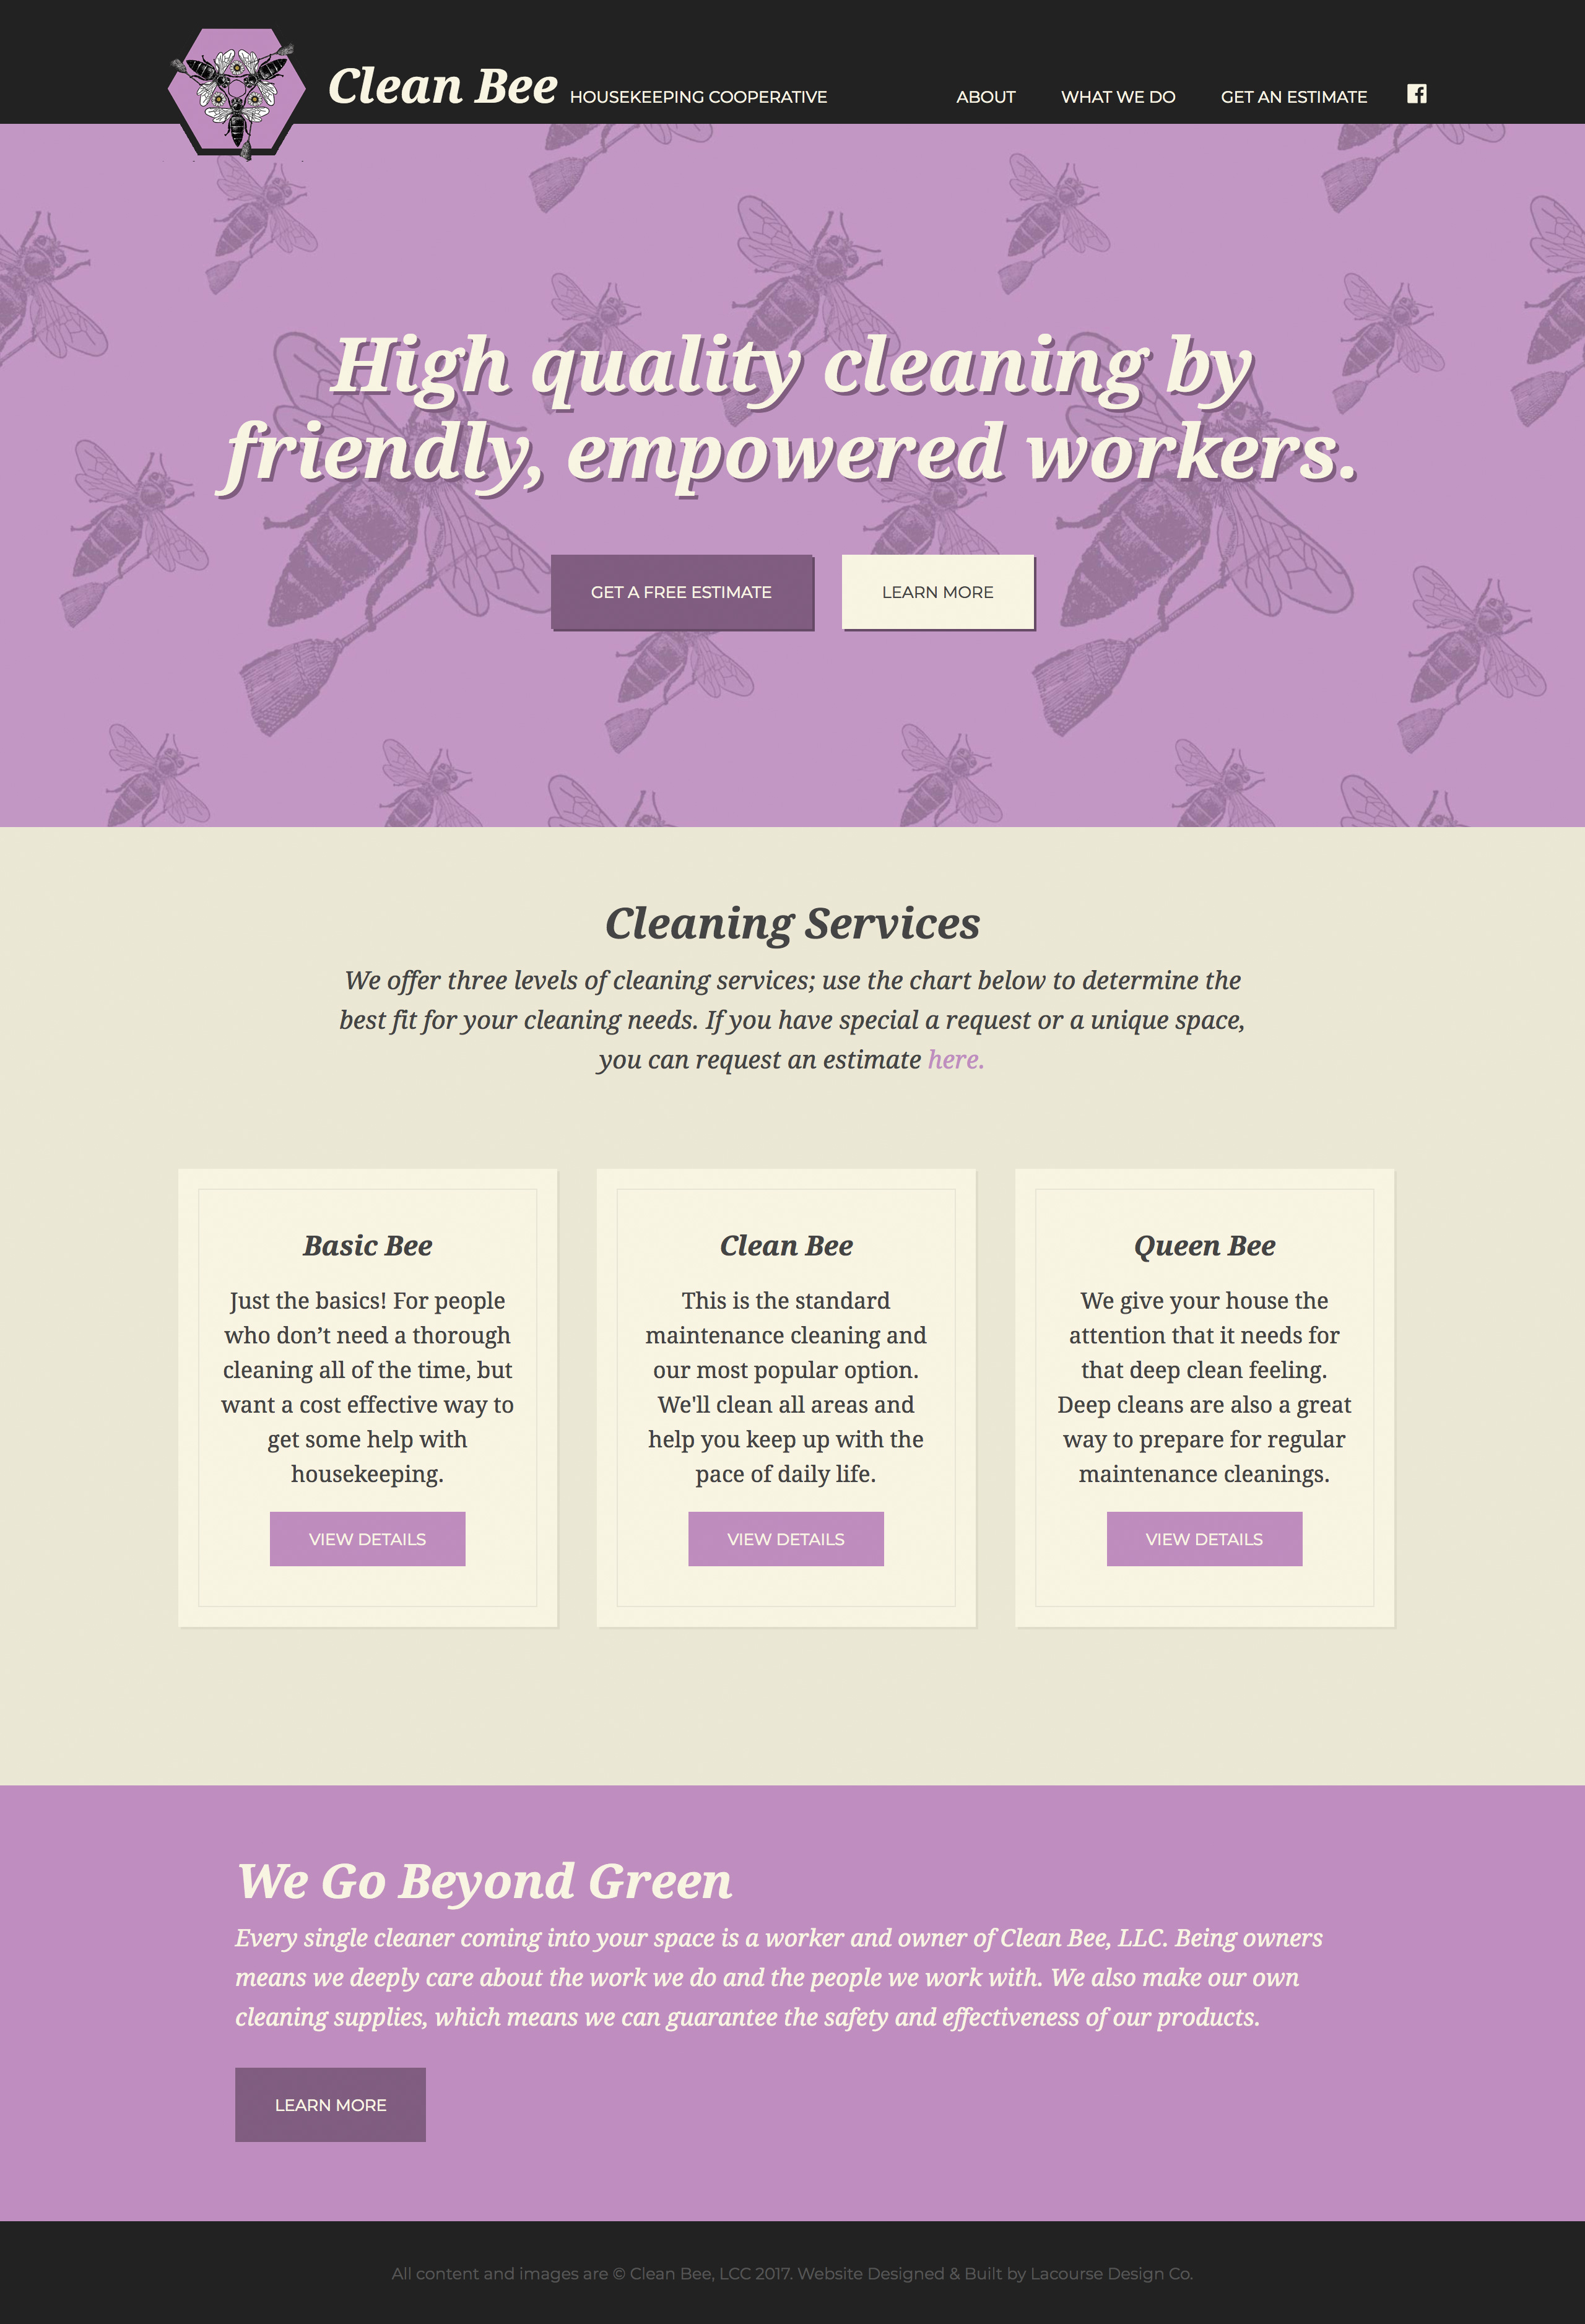 Clean Bee HOUSEKEEPING COOPERATIVE
ABOUT WHAT WE DO GET AN ESTIMATE
High quality cleaning by
friendly, empowered workers.
GET A FREE ESTIMATE
LEARN MORE
Cleaning Services
We offer three levels of cleaning services; use the chart below to determine the
best fit for your cleaning needs. If you have special a request or a unique space,
you can request an estimate here.
Basic Bee
Just the basics! For people
who don’t need a thorough
cleaning all of the time, but
want a cost effective way to
get some help with
housekeeping.
VIEW DETAILS
Clean Bee
This is the standard
maintenance cleaning and
our most popular option.
We'll clean all areas and
help you keep up with the
pace of daily life.
VIEW DETAILS
Queen Bee
We give your house the
attention that it needs for
that deep clean feeling.
Deep cleans are also a great
way to prepare for regular
maintenance cleanings.
VIEW DETAILS
We Go Beyond Green
Every single cleaner coming into your space is a worker and owner of Clean Bee, LLC. Being owners
means we deeply care about the work we do and the people we work with. We also make our own
cleaning supplies, which means we can guarantee the safety and effectiveness of our products.
LEARN MORE
All content and images are © Clean Bee, LCC 2017. Website Designed & Built by Lacourse Design Co.